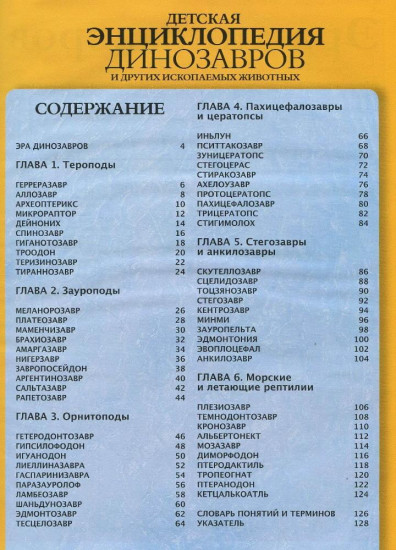 ДЕТСКАЯ
ЭНЦИКЛОПЕДИЯ
ДИНОЗАВРОВ
И ДРУГИХ ИСКОПАЕМЫХ ЖИВОТНЫХ
СОДЕРЖАНИЕ
ЭРА ДИНОЗАВРОВ 4
ГЛАВА 1. Тероподы
ГЕРРЕРАЗАВР 6
АЛЛОЗАВР 8
АРХЕОПТЕРИКС 10
МИКРОРАПТОР 12
ДЕЙНОНИХ 14
СПИНОЗАВР 16
ГИГАНОТОЗАВР 18
ТРООДОН 20
ТЕРИЗИНОЗАВР 22
ТИРАННОЗАВР 24
ГЛАВА 2. Зауроподы
МЕЛАНОРОЗАВР 26
ПЛАТЕОЗАВР 28
МАМЕНЧИЗАВР 30
БРАХИОЗАВР 32
АМАРГАЗАВР 34
НИГЕРЗАВР 36
ЗАВРОПОСЕЙДОН 38
АРГЕНТИНОЗАВР 40
САЛЬТАЗАВР 42
РАПЕТОЗАВР 44
ГЛАВА 3. Орнитоподы
ГЕТЕРОДОНТОЗАВР 46
ГИПСИЛОФОДОН 48
ИГУАНОДОН 50
ЛИЕЛЛИНАЗАВРА 52
ГАСПАРИНИЗАВРА 54
ПАРАЗАУРОЛОФ 56
ЛАМБЕОЗАВР 58
ШАНЬДУНОЗАВР 60
ЭДМОНТОЗАВР 62
ТЕСЦЕЛОЗАВР 64
ГЛАВА 4. Пахицефалозавры
и цератопсы
ИНЬЛУН 66
ПСИТТАКОЗАВР 68
ЗУНИЦЕРАТОПС 70
СТЕГОЦЕРАС 72
СТИРАКОЗАВР 74
АХЕЛОУЗАВР 76
ПРОТОЦЕРАТОПС 78
ПАХИЦЕФАЛОЗАВР 80
ТРИЦЕРАТОПС 82
СТИГИМОЛОХ 84
ГЛАВА 5. Стегозавры
и анкилозавры
СКУТЕЛЛОЗАВР 86
СЦЕЛИДОЗАВР 88
ТОЦЗЯНОЗАВР 90
СТЕГОЗАВР 92
КЕНТРОЗАВР 94
МИНМИ 96
ЗАУРОПЕЛЬТА 98
ЭДМОНТОНИЯ 100
ЭВОПЛОЦЕФАЛ 102
АНКИЛОЗАВР 104
ГЛАВА 6. Морские
и летающие рептилии
ПЛЕЗИОЗАВР 106
ТЕМНОДОНТОЗАВР 108
КРОНОЗАВР 110
АЛЬБЕРТОНЕКТ 112
МОЗАЗАВР 114
ДИМОРФОДОН 116
ПТЕРОДАКТИЛЬ 118
ТРОПЕОГНАТ 120
ПТЕРАНОДОН 122
КЕТЦАЛЬКОАТЛЬ 124
СЛОВАРЬ ПОНЯТИЙ И ТЕРМИНОВ 126
УКАЗАТЕЛЬ 128